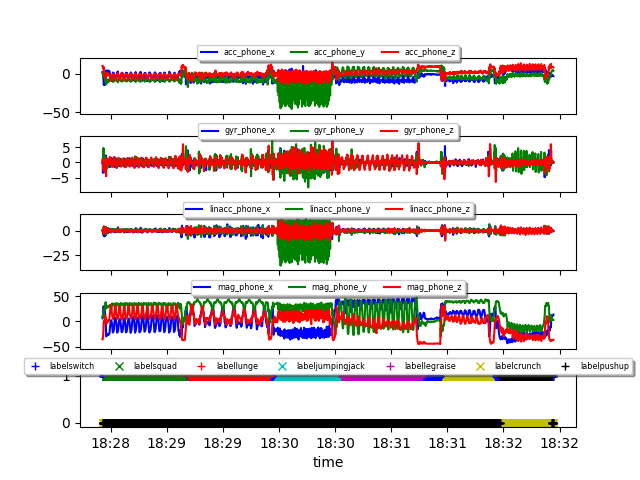 acc_phone_x acc_phone_y acc_phone_z
0
−50
gyr_phone_x gyr_phone_y gyr_phone_z
5
0
−5
linacc_phone_x linacc_phone_y linacc_phone_z
0
−25
mag_phone_x mag_phone_y mag_phone_z
50
0
−50
labelswitch labelsquad labellunge labeljumpingjack labellegraise labelcrunch labelpushup
1
0
18:28 18:29 18:29 18:30 18:30 18:31 18:31 18:32 18:32
time